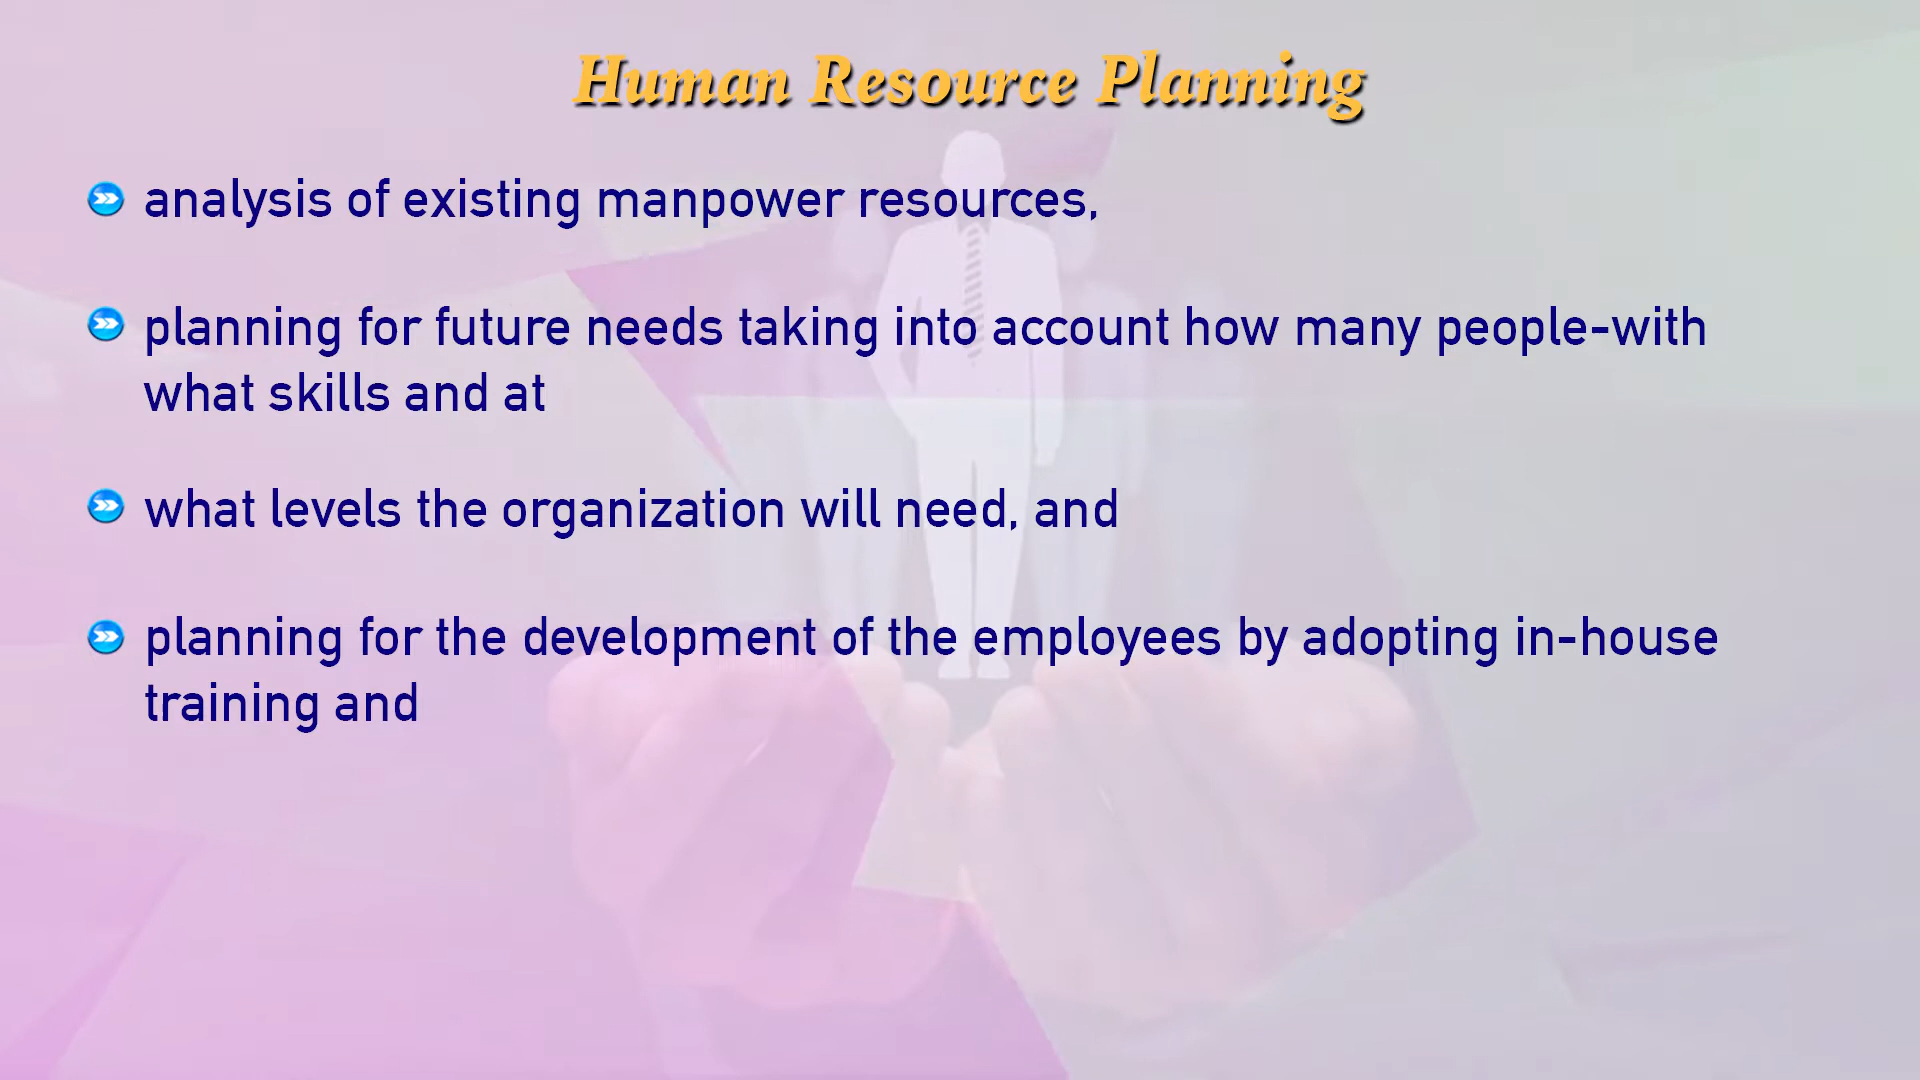 Human Resource Planning
analysis of existing manpower resources,
planning for future needs taking into account how many people-with
what skills and at
what levels the organization will need, and
planning for the development of the employees by adopting in-house
training and